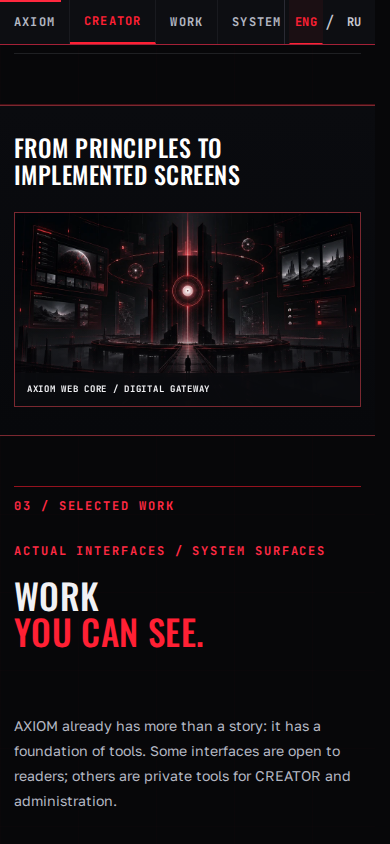 AXIOM CREATOR WORK SYSTEM ENG / RU
FROM PRINCIPLES TO
IMPLEMENTED SCREENS
AXIOM WEB CORE / DIGITAL GATEWAY
03 / SELECTED WORK
ACTUAL INTERFACES / SYSTEM SURFACES
WORK
YOU CAN SEE.
AXIOM already has more than a story: it has a
foundation of tools. Some interfaces are open to
readers; others are private tools for CREATOR and
administration.